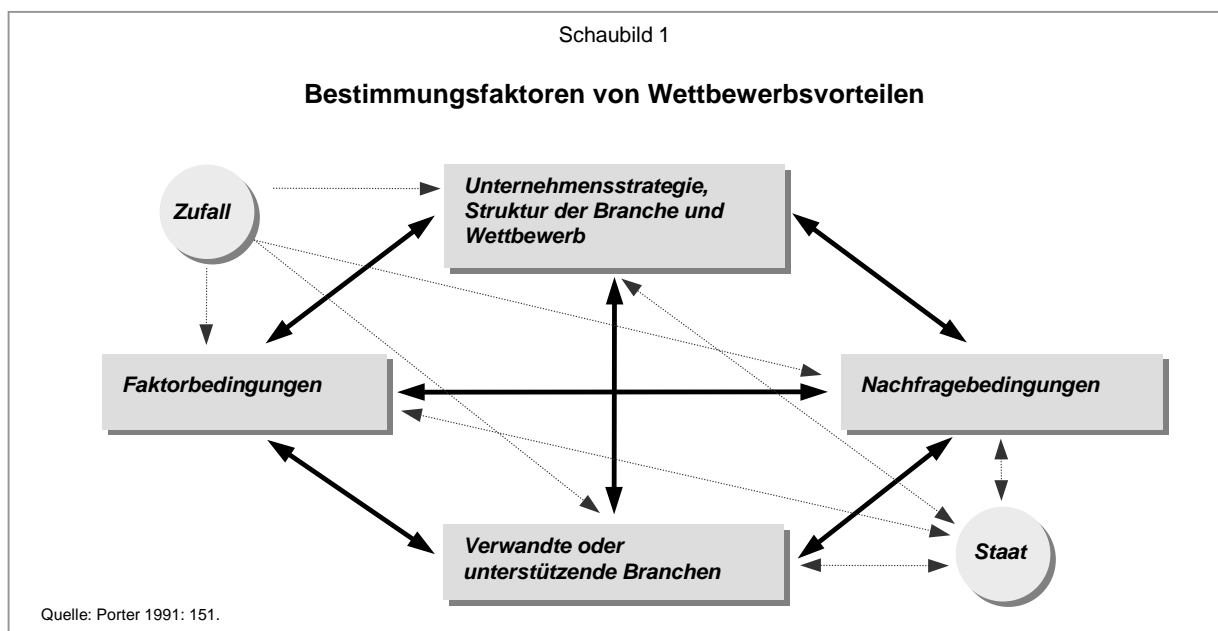 Schaubild 1
Bestimmungsfaktoren von Wettbewerbsvorteilen
Zufall
Unternehmensstrategie,
Struktur der Branche und
Wettbewerb
Faktorbedingungen
Nachfragebedingungen
Verwandte oder
unterstützende Branchen
Staat
Quelle: Porter 1991: 151.